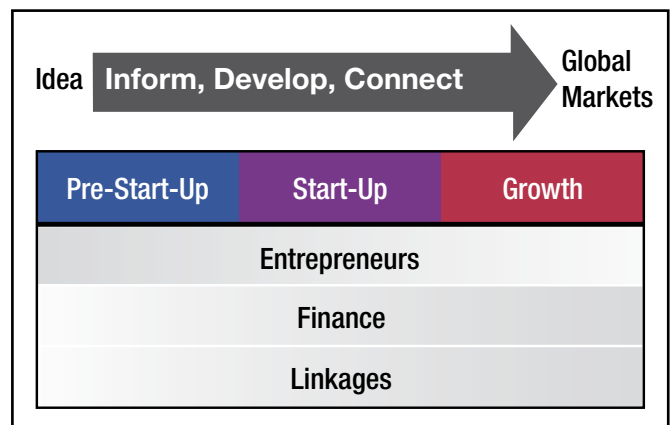 Idea
Inform, Develop, Connect
Global
Markets
Pre-Start-Up
Start-Up
Growth
Entrepreneurs
Finance
Linkages